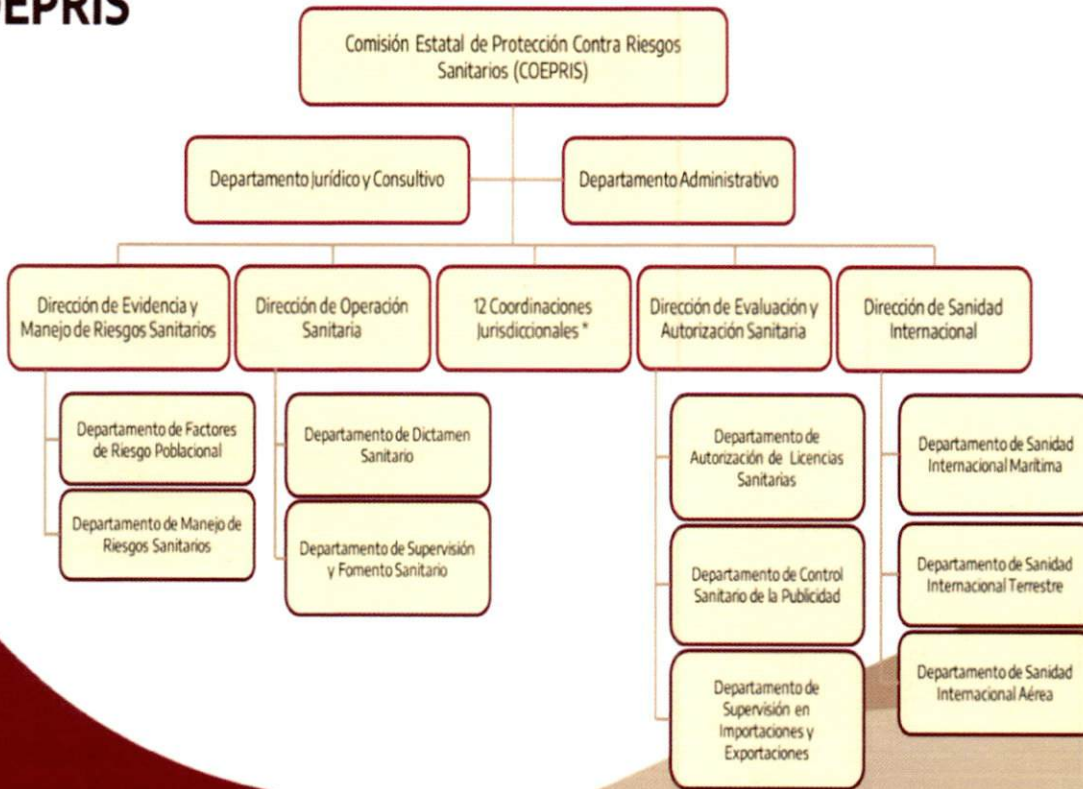 Comisión Estatal de Protección Contra Riesgos
Sanitarios (COEPRIS)
Departamento Jurídico y Consultivo
Departamento Administrativo
Dirección de Evidencia y
Manejo de Riesgos Sanitarios
Dirección de Operación
Sanitaria
12 Coordinaciones
Jurisdiccionales *
Dirección de Evaluación y
Autorización Sanitaria
Dirección de Sanidad
Internacional
Departamento de Factores
de Riesgo Poblacional
Departamento de Manejo de
Riesgos Sanitarios
Departamento de Dictamen
Sanitario
Departamento de Supervisión
y Fomento Sanitario
Departamento de
Autorización de Licencias
Sanitarias
Departamento de Control
Sanitario de la Publicidad
Departamento de
Supervisión en
Importaciones y
Exportaciones
Departamento de Sanidad
Internacional Marítima
Departamento de Sanidad
Internacional Terrestre
Departamento de Sanidad
Internacional Aérea